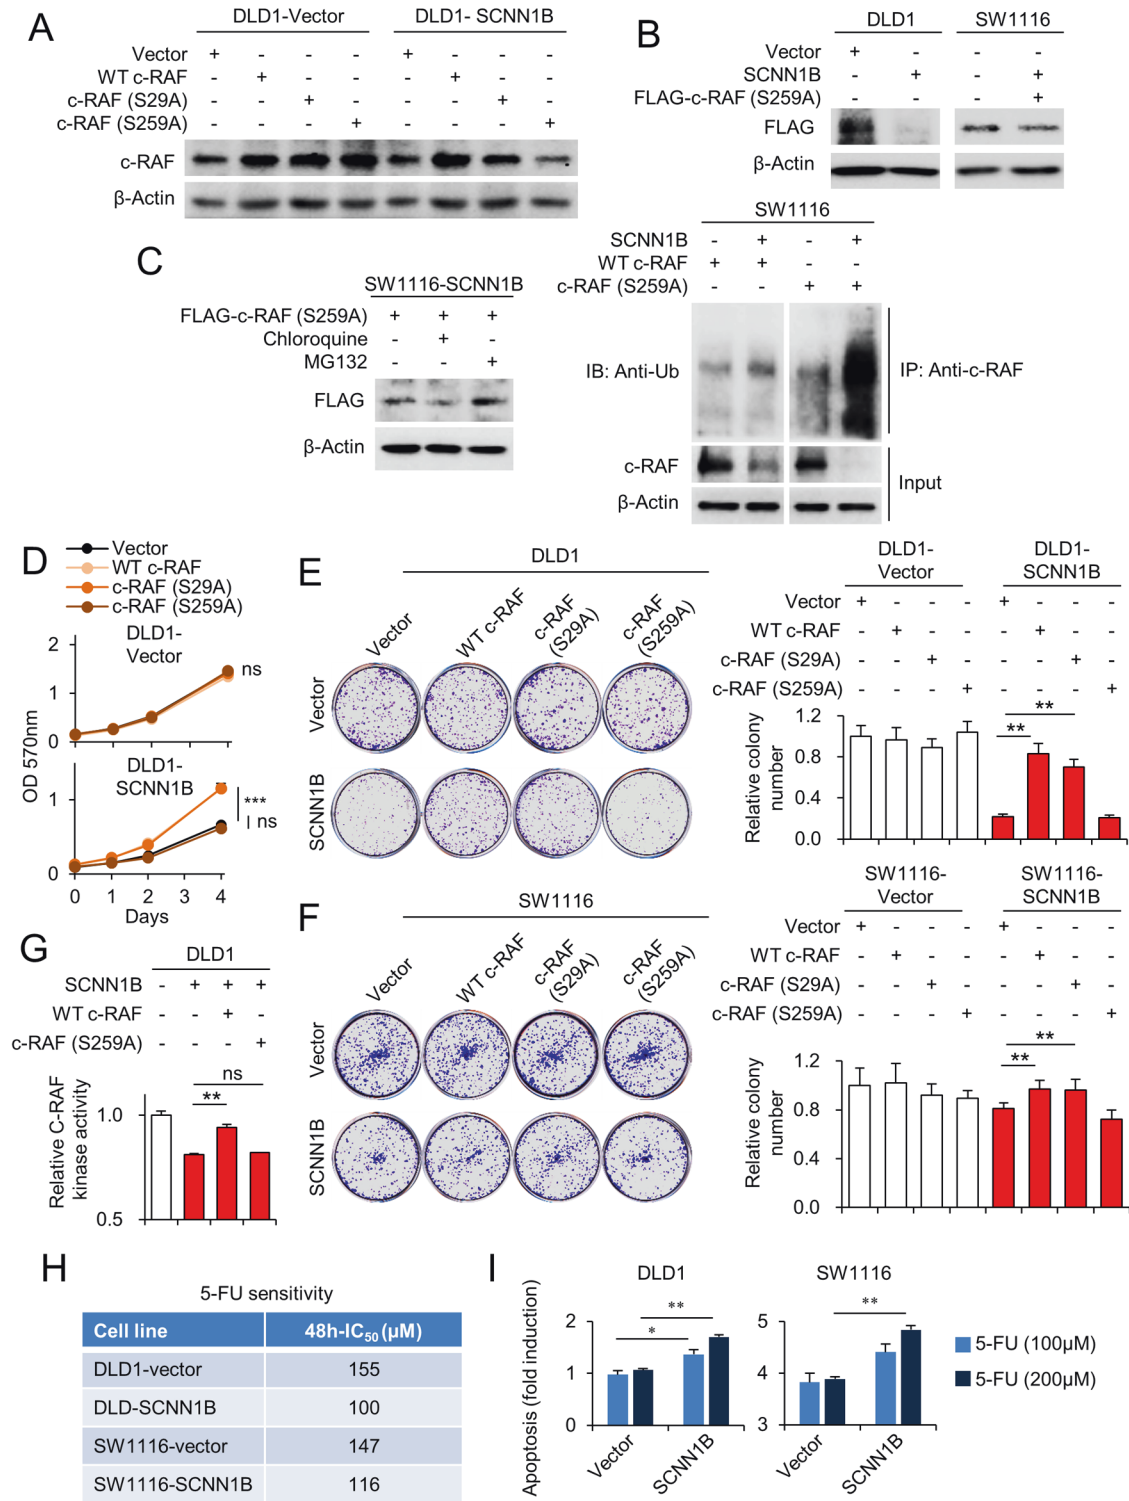 A
DLD1-Vector DLD1- SCNN1B
Vector + - - - + - - -
WT c-RAF - + - - - + - -
c-RAF (S29A) - - + - - - + -
c-RAF (S259A) - - - + - - - +
c-RAF
β-Actin
B
DLD1 SW1116
Vector + - - -
SCNN1B - + - +
FLAG-c-RAF (S259A) - - - +
FLAG
β-Actin
C
SW1116-SCNN1B
FLAG-c-RAF (S259A) + + +
Chloroquine - + -
MG132 - - +
FLAG
β-Actin
SW1116
SCNN1B - + - +
WT c-RAF + + - -
c-RAF (S259A) - - + +
IB: Anti-Ub
IP: Anti-c-RAF
c-RAF
β-Actin
Input
D
Vector
WT c-RAF
c-RAF (S29A)
c-RAF (S259A)
DLD1-
Vector
2
1
0
ns
OD 570nm
DLD1-
SCNN1B
1
0
***
ns
0 1 2 4
Days
E
DLD1
Vector WT c-RAF c-RAF (S29A) c-RAF (S259A)
Vector
SCNN1B
DLD1-
Vector
DLD1-
SCNN1B
Vector + - - - + - - -
WT c-RAF - + - - - + - -
c-RAF (S29A) - - + - - - + -
c-RAF (S259A) - - - + - - - +
Relative colony
number
1.2
0.8
0.4
0.0
**
**
F
SW1116
Vector WT c-RAF c-RAF (S29A) c-RAF (S259A)
Vector
SCNN1B
SW1116-
Vector
SW1116-
SCNN1B
Vector + - - - + - - -
WT c-RAF - + - - - + - -
c-RAF (S29A) - - + - - - + -
c-RAF (S259A) - - - + - - - +
Relative colony
number
1.2
0.8
0.4
0.0
**
**
G
DLD1
SCNN1B - + + +
WT c-RAF - - + -
c-RAF (S259A) - - - +
Relative C-RAF
kinase activity
1.0
0.5
ns
**
H
5-FU sensitivity
Cell line 48h-IC50 (μM)
DLD1-vector 155
DLD-SCNN1B 100
SW1116-vector 147
SW1116-SCNN1B 116
I
DLD1 SW1116
Apoptosis (fold induction)
2
1
0
*
**
Vector SCNN1B
5
4
3
**
Vector SCNN1B
5-FU (100μM)
5-FU (200μM)